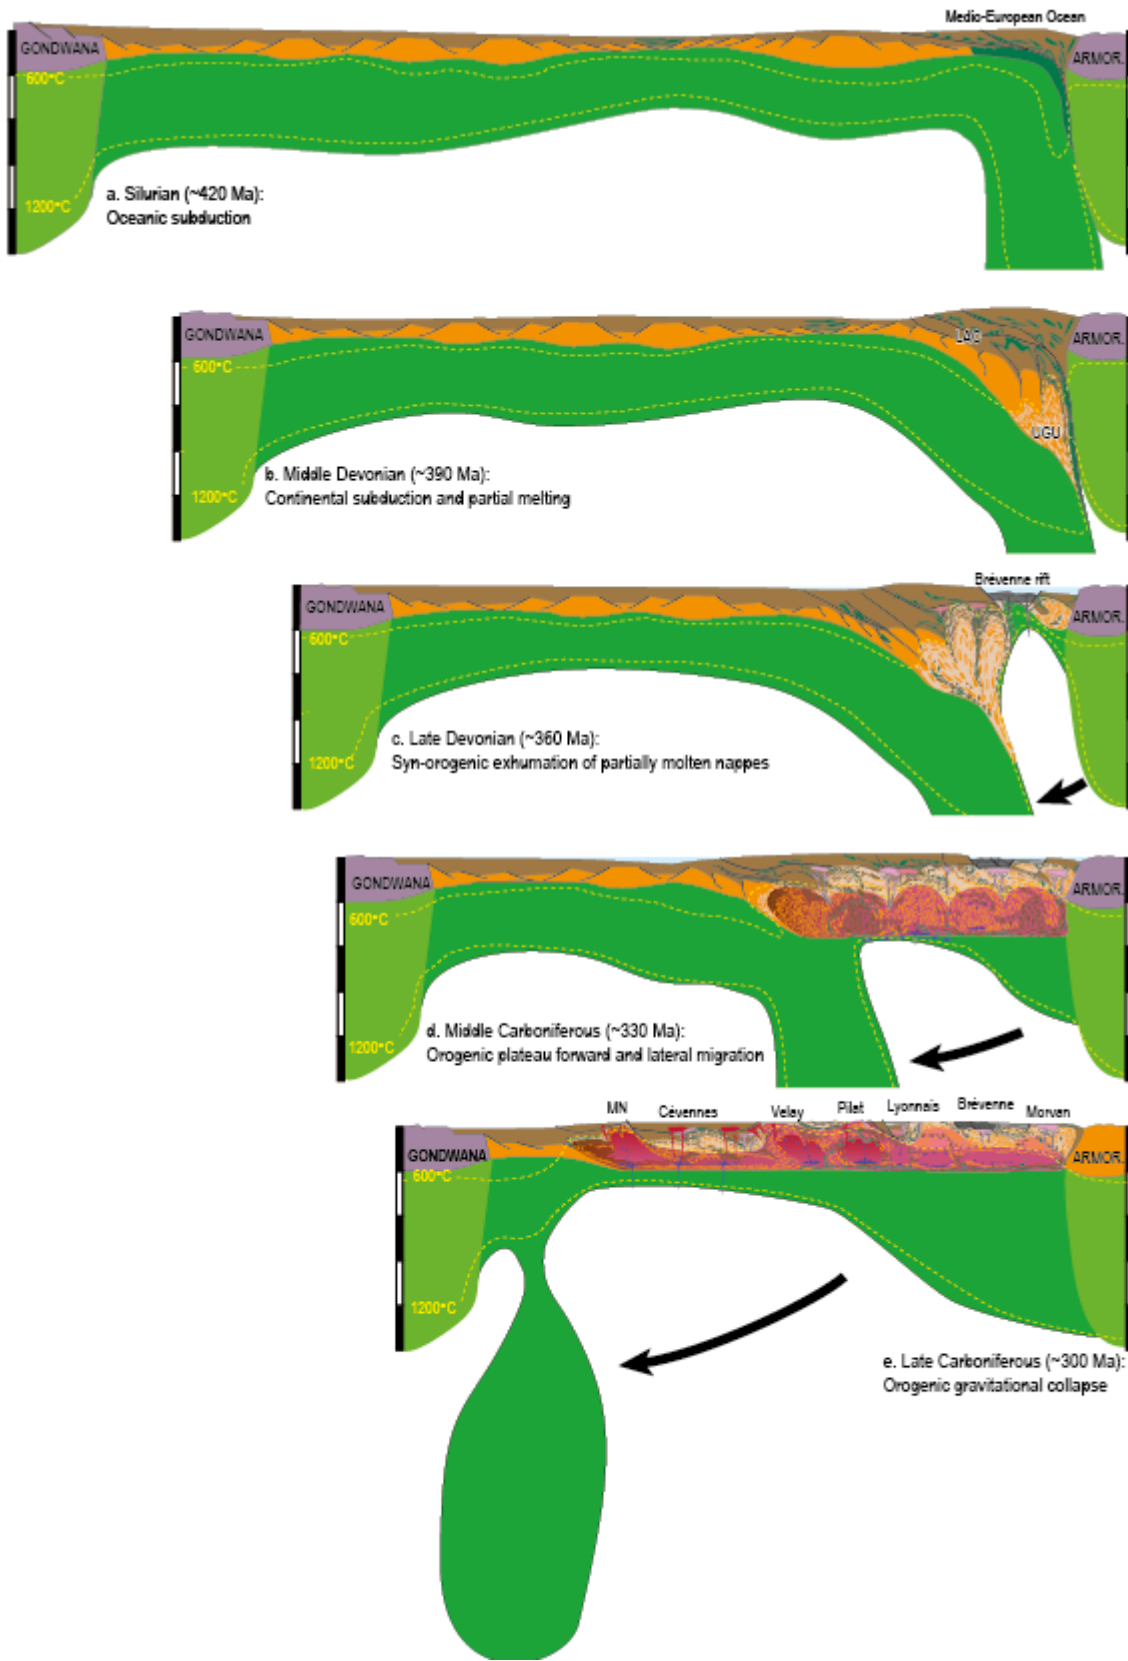 Medio-European Ocean
GONDWANA
ARMOR.
600°C
1200°C
a. Silurian (~420 Ma):
Oceanic subduction
GONDWANA
LAC
ARMOR.
600°C
UGU
1200°C
b. Middle Devonian (~390 Ma):
Continental subduction and partial melting
Brévenne rift
GONDWANA
ARMOR.
600°C
1200°C
c. Late Devonian (~360 Ma):
Syn-orogenic exhumation of partially molten nappes
GONDWANA
ARMOR.
600°C
1200°C
d. Middle Carboniferous (~330 Ma):
Orogenic plateau forward and lateral migration
MN Cévennes Velay Pilat Lyonnais Brévenne Morvan
GONDWANA
ARMOR.
600°C
1200°C
e. Late Carboniferous (~300 Ma):
Orogenic gravitational collapse